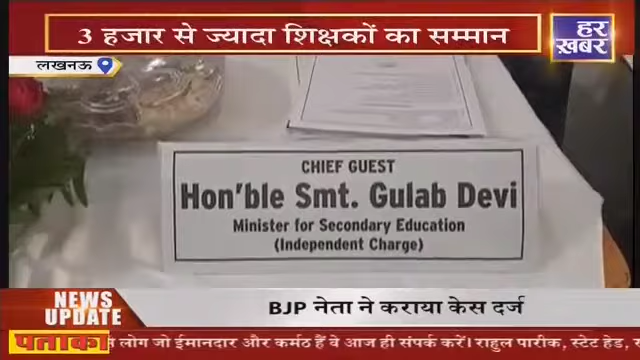 3 हजार से ज्यादा शिक्षकों का सम्मान
हर
ख़बर
लखनऊ
CHIEF GUEST
Hon'ble Smt. Gulab Devi
Minister for Secondary Education
(Independent Charge)
NEWS
UPDATE
BJP नेता ने कराया केस दर्ज
पताका
लोग जो ईमानदार और कर्मठ हैं वे आज ही संपर्क करें। राहुल पारीक, स्टेट हेड,